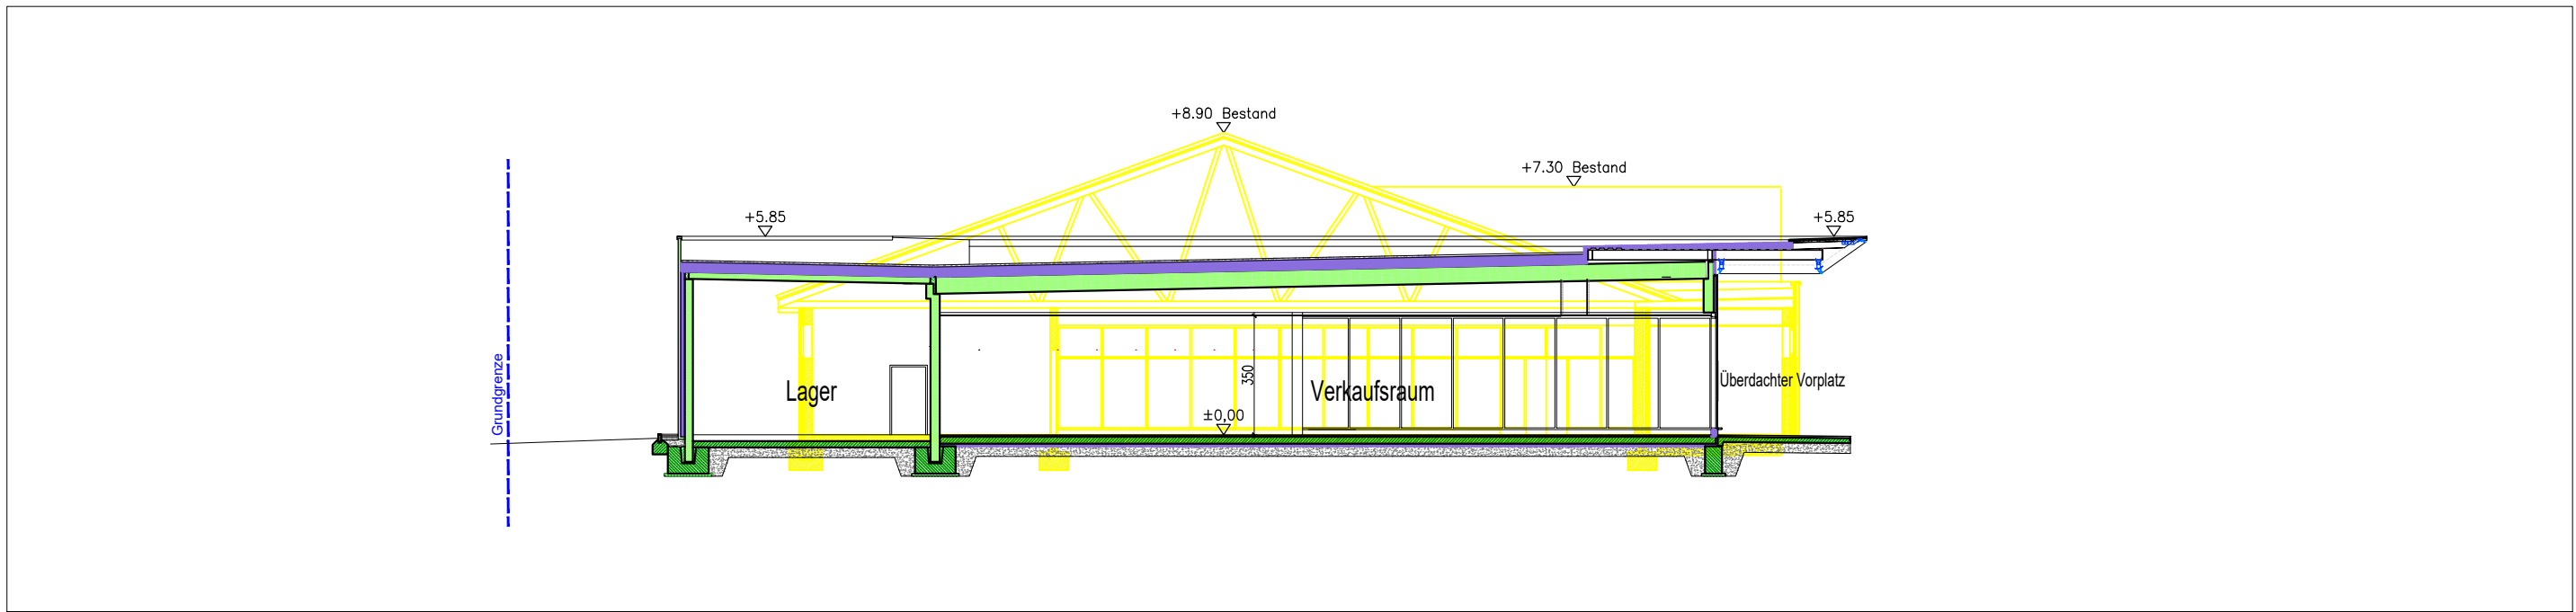 +8.90 Bestand
+7.30 Bestand
+5.85
+5.85
Grundgrenze
350
Lager
Verkaufsraum
Überdachter Vorplatz
±0,00